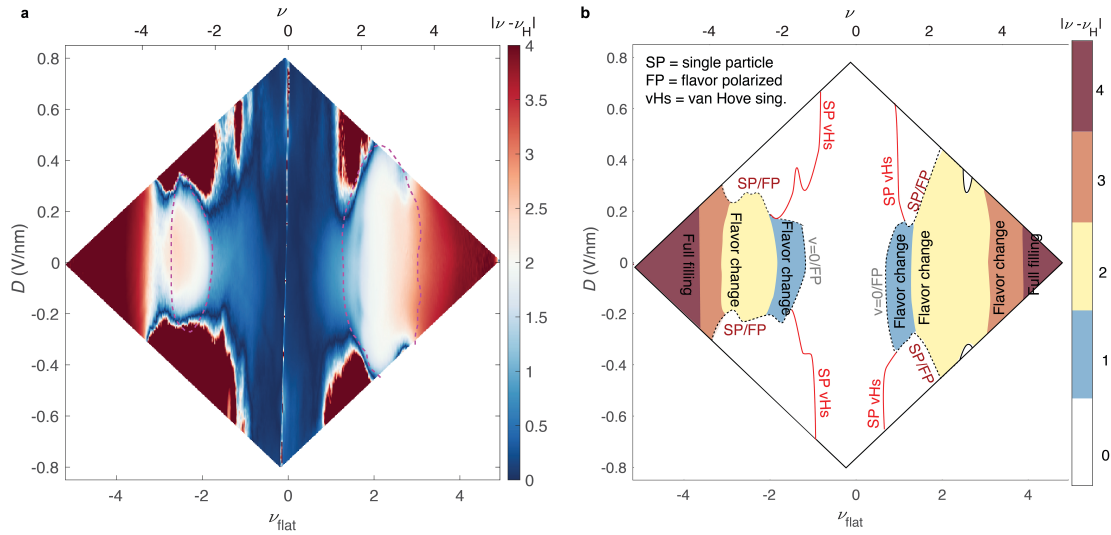 a
ν
|ν -ν_H|
-4
-2
0
2
4
4
3.5
3
2.5
2
1.5
1
0.5
0
0.8
0.6
0.4
0.2
0
-0.2
-0.4
-0.6
-0.8
D (V/nm)
-4
-2
0
2
4
ν_flat
b
ν
|ν -ν_H|
-4
-2
0
2
4
SP = single particle
FP = flavor polarized
vHs = van Hove sing.
0.8
0.6
0.4
0.2
0
-0.2
-0.4
-0.6
-0.8
D (V/nm)
SP vHs
SP vHs
SP/FP
SP/FP
Full filling
Flavor change
Flavor change
ν=0/FP
ν=0/FP
Flavor change
Flavor change
Flavor change
Full filling
SP/FP
SP/FP
SP vHs
SP vHs
-4
-2
0
2
4
ν_flat
4
3
2
1
0